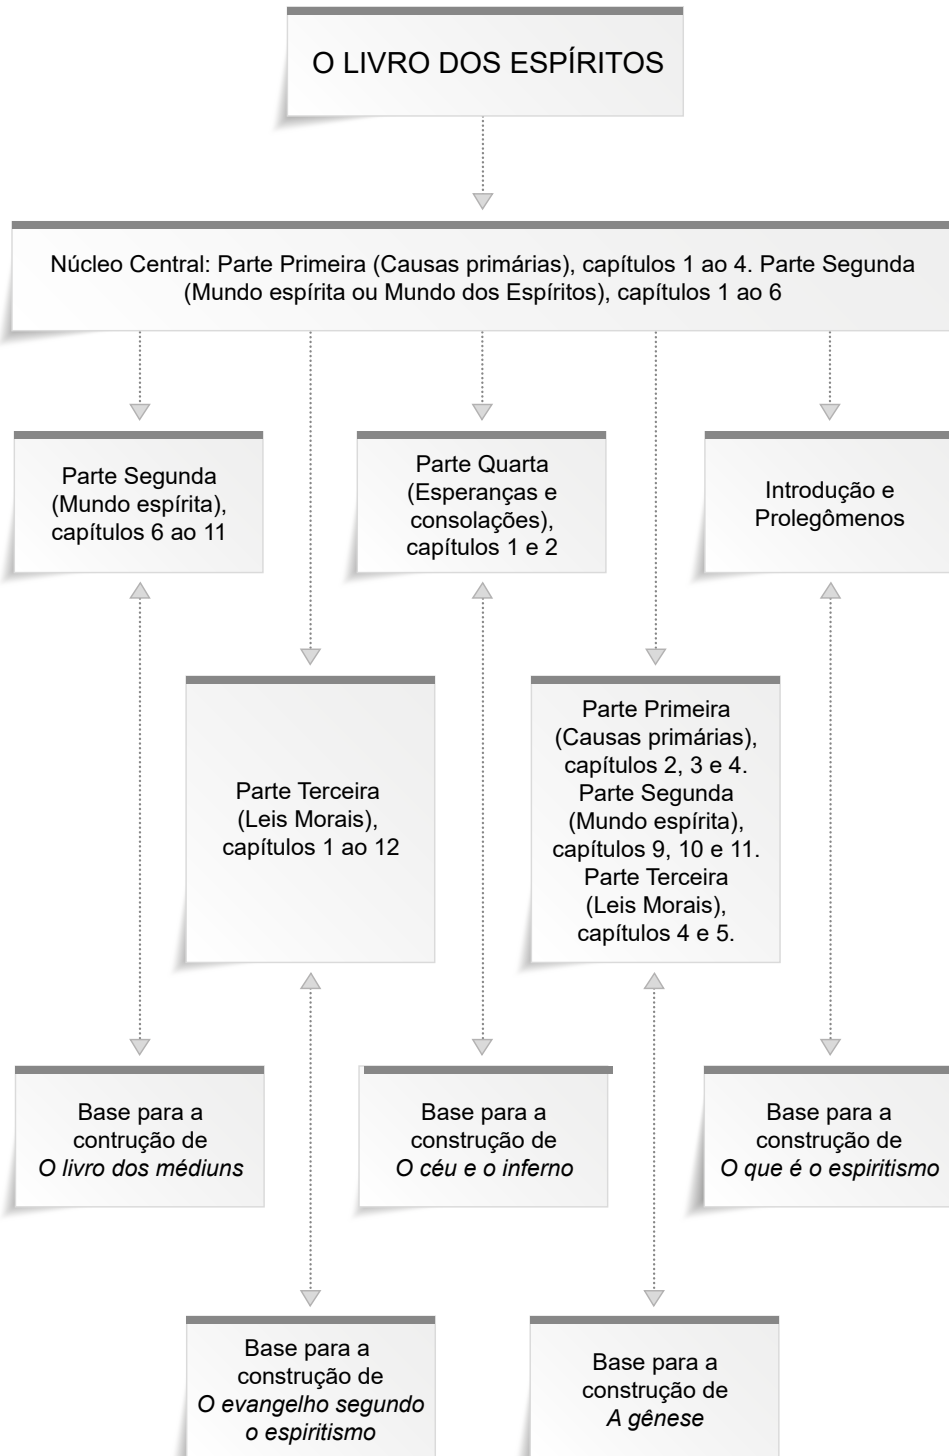 O LIVRO DOS ESPÍRITOS
Núcleo Central: Parte Primeira (Causas primárias), capítulos 1 ao 4. Parte Segunda
(Mundo espírita ou Mundo dos Espíritos), capítulos 1 ao 6
Parte Segunda
(Mundo espírita),
capítulos 6 ao 11
Parte Quarta
(Esperanças e
consolações),
capítulos 1 e 2
Introdução e
Prolegômenos
Parte Terceira
(Leis Morais),
capítulos 1 ao 12
Parte Primeira
(Causas primárias),
capítulos 2, 3 e 4.
Parte Segunda
(Mundo espírita),
capítulos 9, 10 e 11.
Parte Terceira
(Leis Morais),
capítulos 4 e 5.
Base para a
contrução de
O livro dos médiuns
Base para a
construção de
O céu e o inferno
Base para a
construção de
O que é o espiritismo
Base para a
construção de
O evangelho segundo
o espiritismo
Base para a
construção de
A gênese